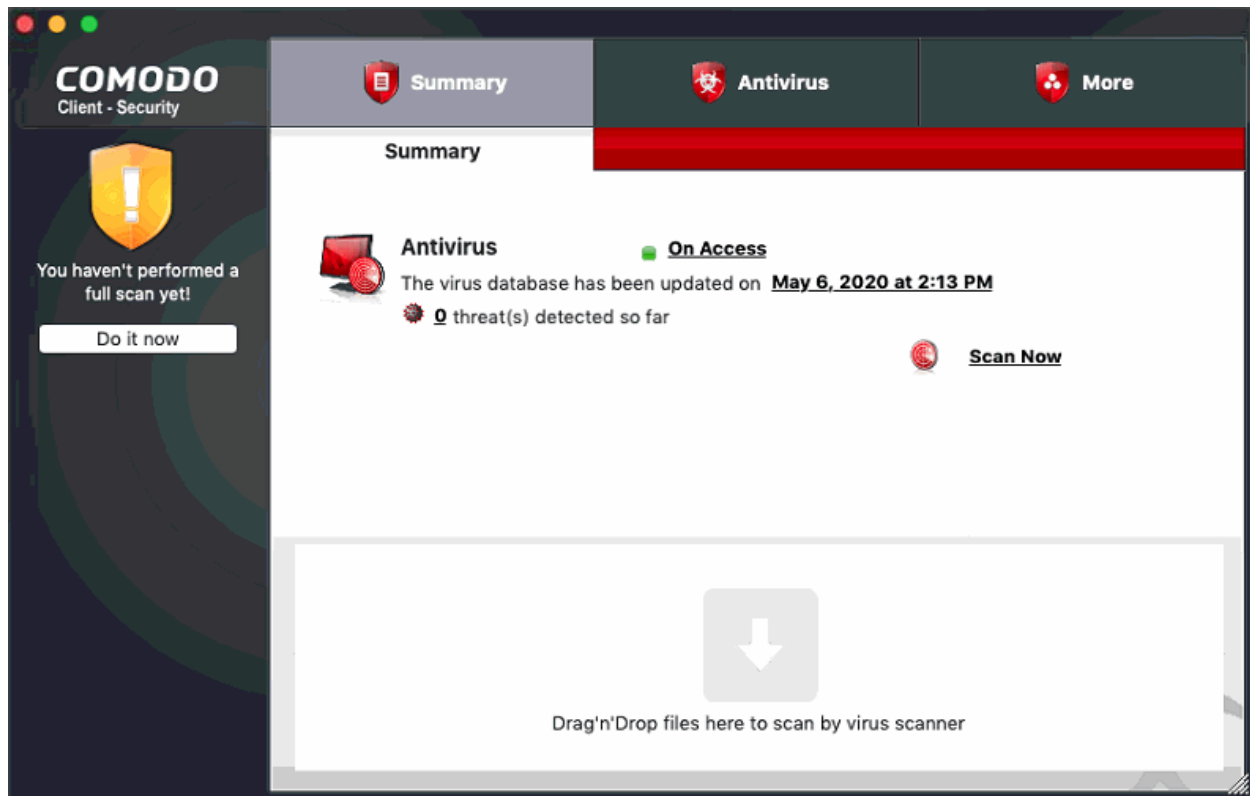 COMODO
Client - Security
Summary
Antivirus
More
You haven't performed a
full scan yet!
Do it now
Summary
Antivirus
On Access
The virus database has been updated on May 6, 2020 at 2:13 PM
0 threat(s) detected so far
Scan Now
Drag'n'Drop files here to scan by virus scanner